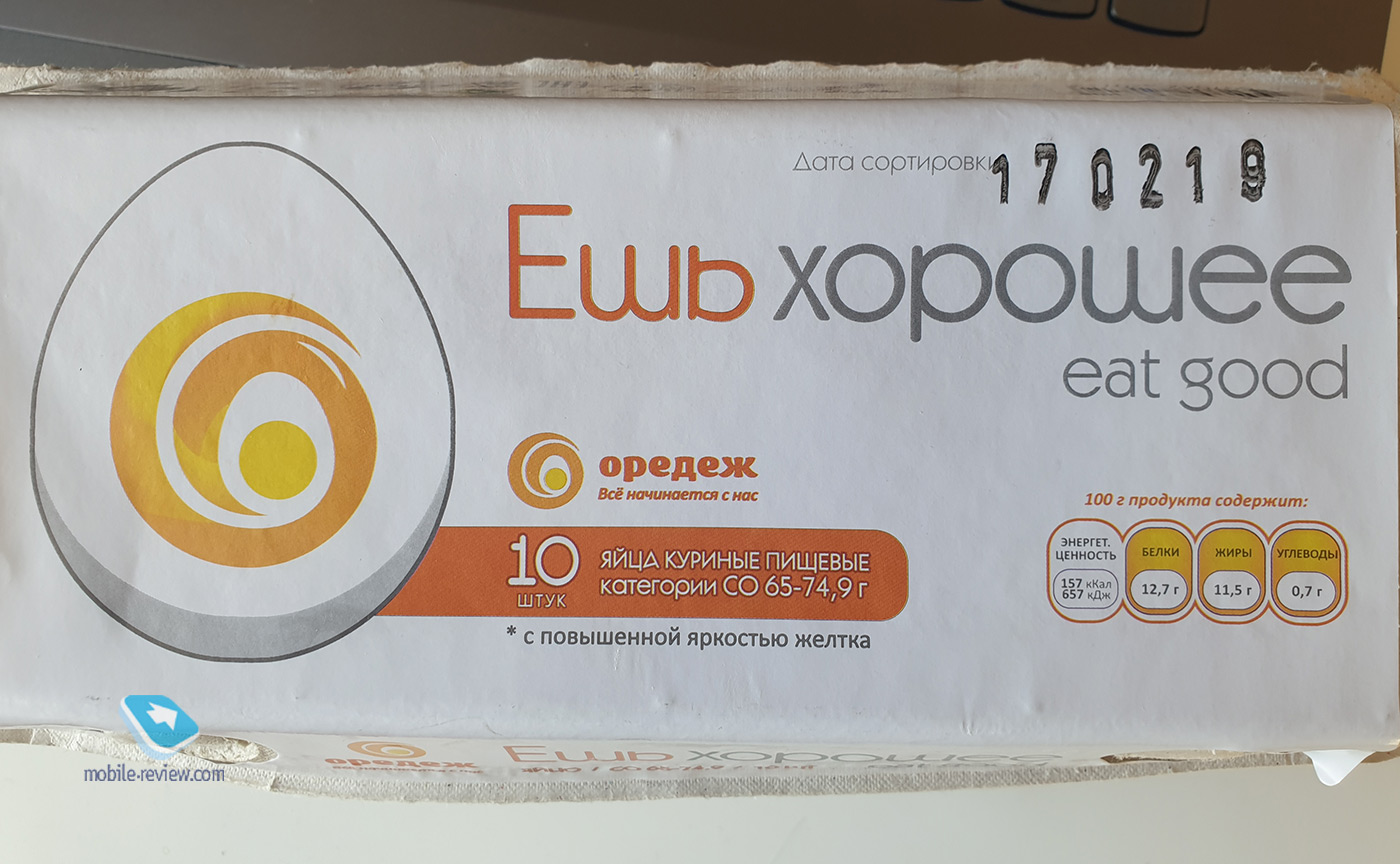 Дата сортировки 170219
Ешь хорошее
eat good
оредеж
Всё начинается с нас
10 ШТУК
ЯЙЦА КУРИНЫЕ ПИЩЕВЫЕ
категории СО 65-74,9 г
* с повышенной яркостью желтка
100 г продукта содержит:
ЭНЕРГЕТ. ЦЕННОСТЬ
157 кКал
657 кДж
БЕЛКИ
12,7 г
ЖИРЫ
11,5 г
УГЛЕВОДЫ
0,7 г
mobile-review.com
оредеж
Ешь хорошее